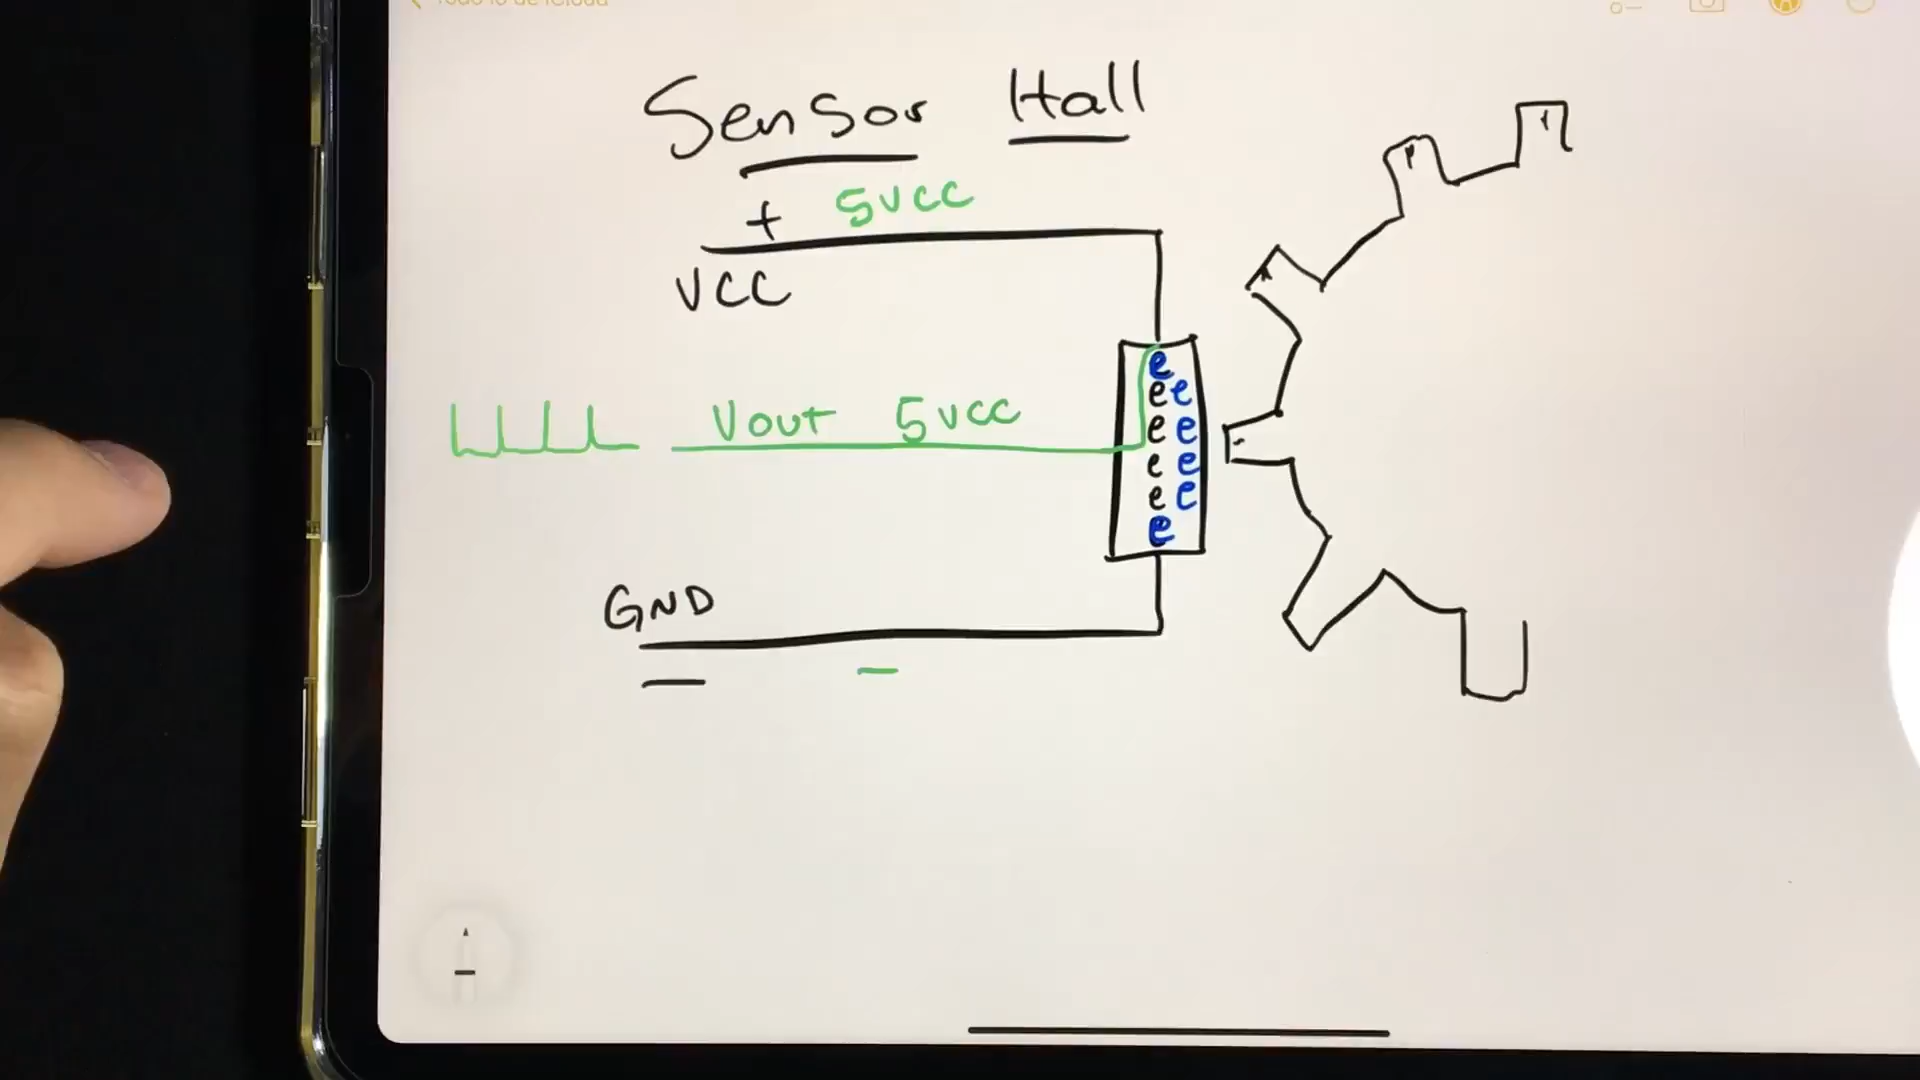 Sensor Hall
+ 5VCC
VCC
e
e e
Vout 5vcc e e
e e
e e
e
GND